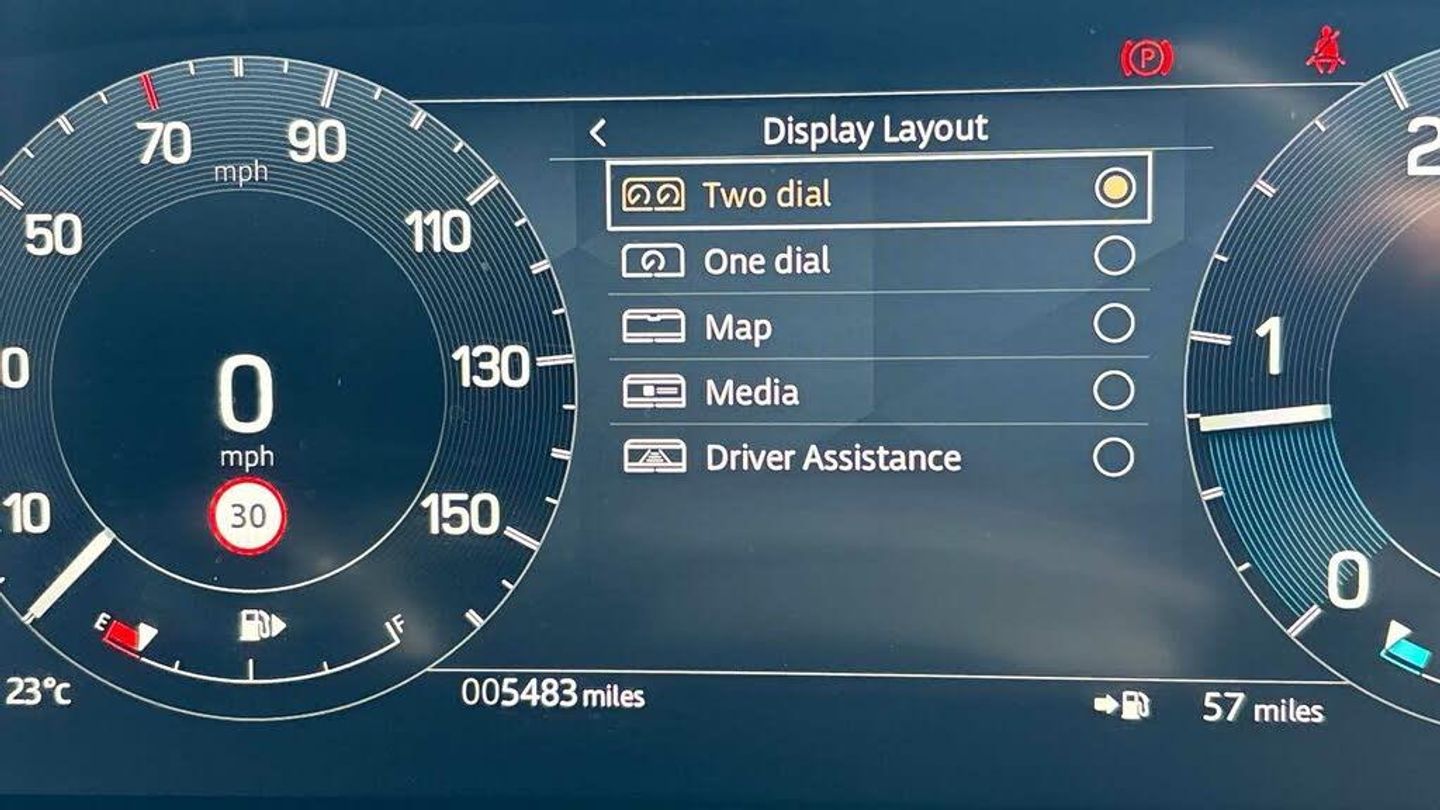 Display Layout
Two dial
One dial
Map
Media
Driver Assistance
10
0
50
70
90
110
130
150
mph
0
mph
30
E
F
23°c
005483 miles
P
2
1
0
57 miles